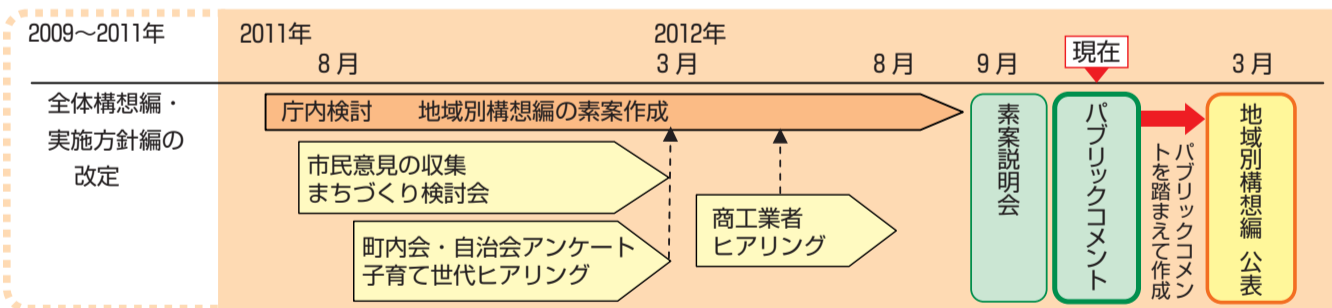 2009～2011年
2011年
2012年
8月
3月
8月
9月
現在
3月
全体構想編・
実施方針編の
改定
庁内検討　地域別構想編の素案作成
市民意見の収集
まちづくり検討会
町内会・自治会アンケート
子育て世代ヒアリング
商工業者
ヒアリング
素案説明会
パブリックコメント
パブリックコメン
トを踏まえて作成
地域別構想編 公表